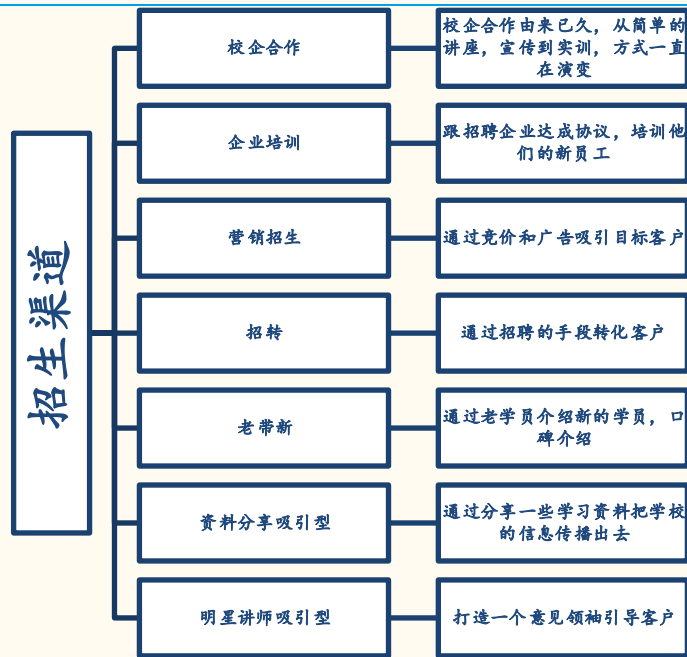 招生渠道
校企合作
校企合作由来已久，从简单的
讲座，宣传到实训，方式一直
在演变
企业培训
跟招聘企业达成协议，培训他
们的新员工
营销招生
通过竞价和广告吸引目标客户
招转
通过招聘的手段转化客户
老带新
通过老学员介绍新的学员，口
碑介绍
资料分享吸引型
通过分享一些学习资料把学校
的信息传播出去
明星讲师吸引型
打造一个意见领袖引导客户